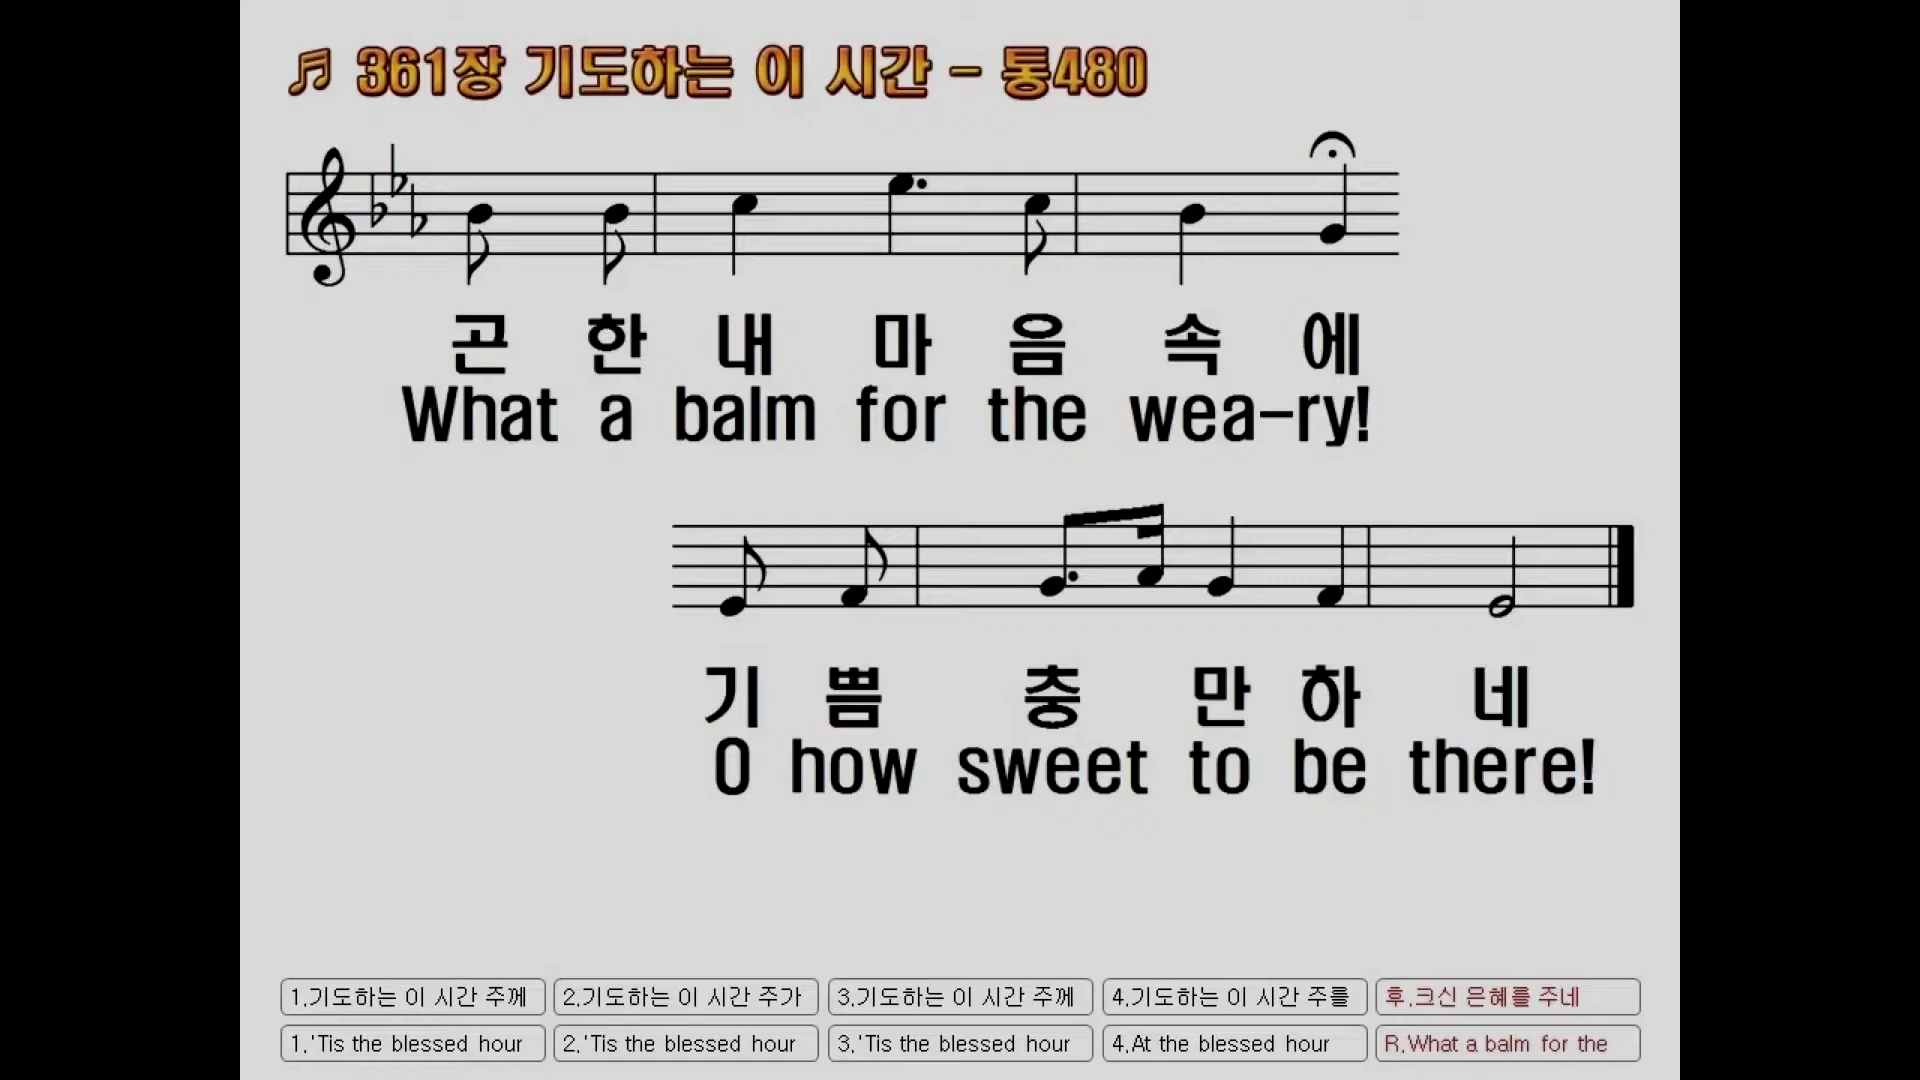 ♬ 361장 기도하는 이 시간 - 통480
곤 한 내 마 음 속 에
What a balm for the wea-ry!
기 쁨 충 만 하 네
O how sweet to be there!
1.기도하는 이 시간 주께 2.기도하는 이 시간 주가 3.기도하는 이 시간 주께 4.기도하는 이 시간 주를 후.크신 은혜를 주네
1.'Tis the blessed hour 2.'Tis the blessed hour 3.'Tis the blessed hour 4.At the blessed hour R.What a balm for the